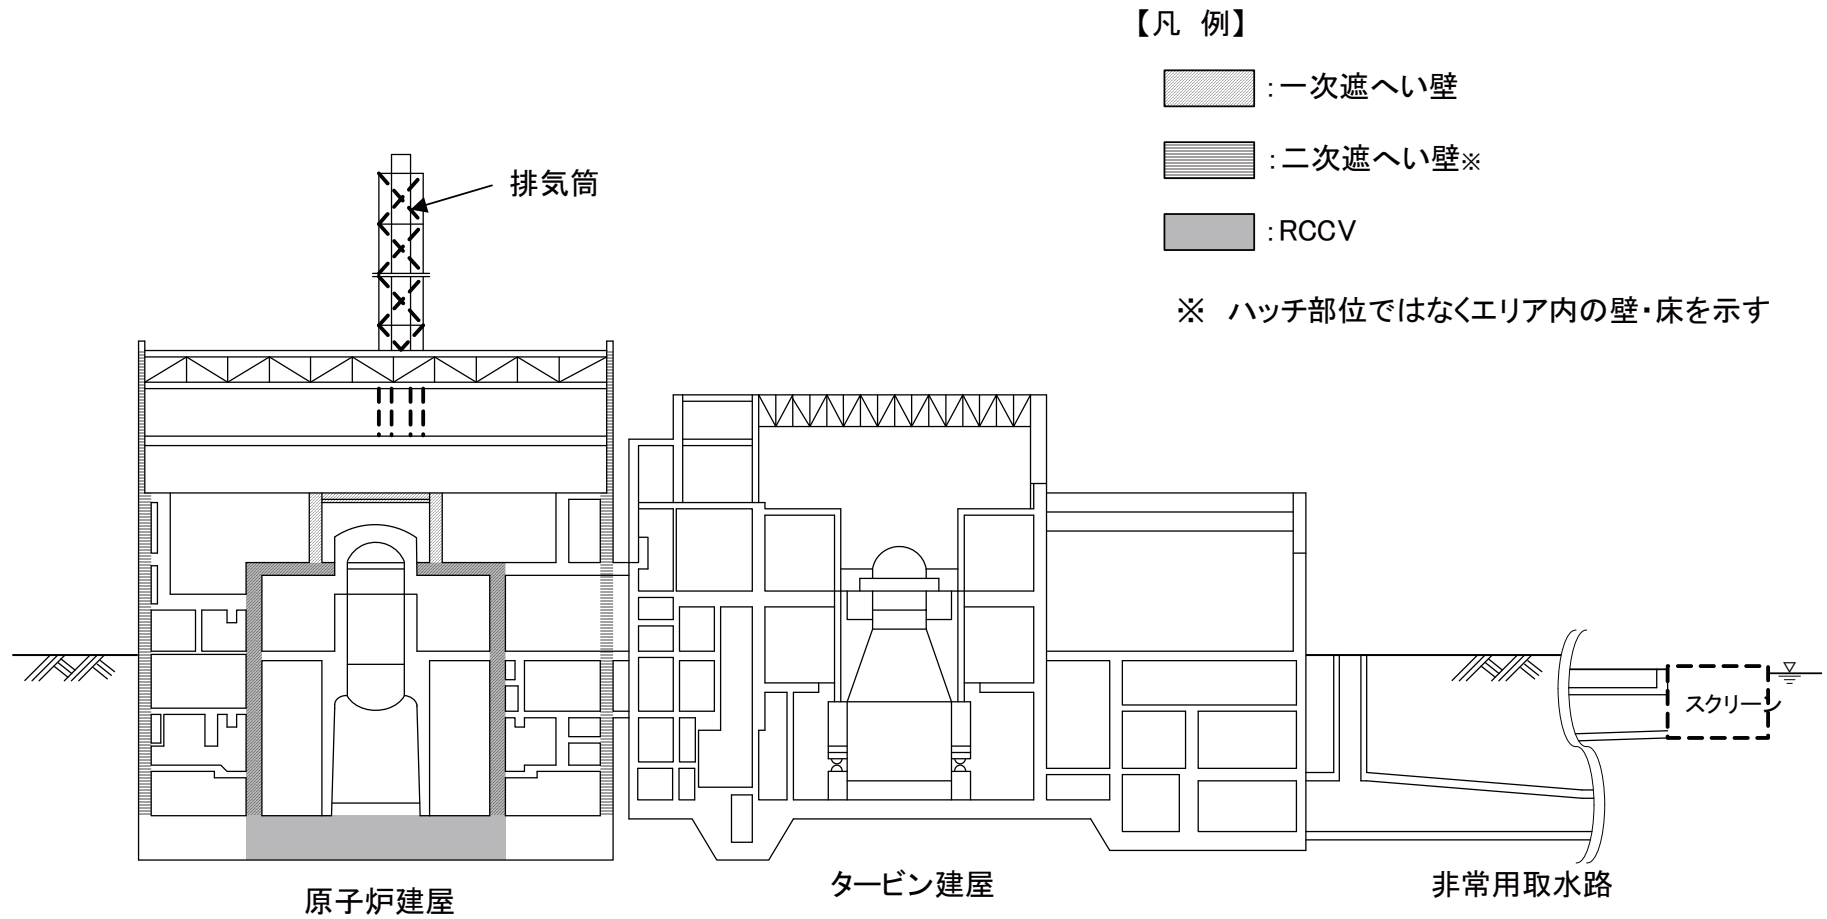 【凡 例】
：一次遮へい壁
：二次遮へい壁※
：RCCV
※ ハッチ部位ではなくエリア内の壁・床を示す
排気筒
スクリーン
原子炉建屋
タービン建屋
非常用取水路